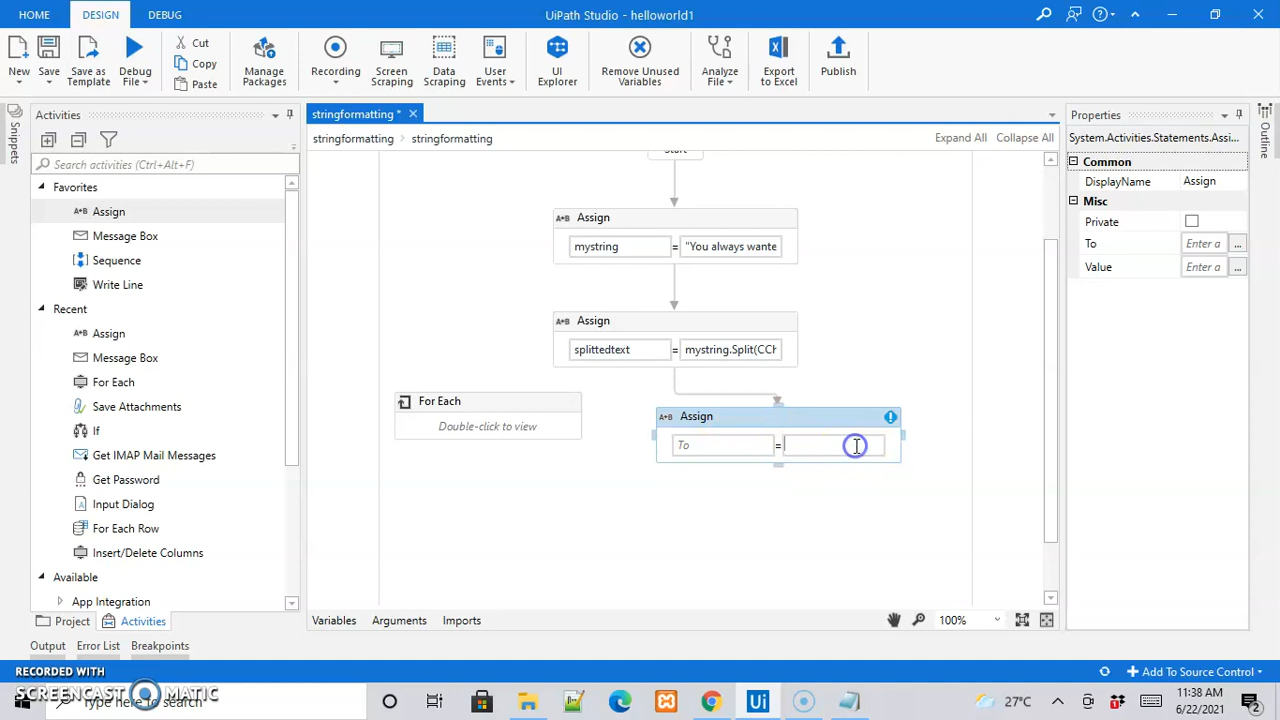 HOME DESIGN DEBUG UiPath Studio - helloworld1
New Save Save as Template Debug File Cut Copy Paste Manage Packages Recording Screen Scraping Data Scraping User Events UI Explorer Remove Unused Variables Analyze File Export to Excel Publish
Snippets
Activities
Search activities (Ctrl+Alt+F)
Favorites
Assign
Message Box
Sequence
Write Line
Recent
Assign
Message Box
For Each
Save Attachments
If
Get IMAP Mail Messages
Get Password
Input Dialog
For Each Row
Insert/Delete Columns
Available
App Integration
Project Activities
Output Error List Breakpoints
stringformatting *
stringformatting > stringformatting Expand All Collapse All
Start
A+B Assign
mystring = "You always wante
A+B Assign
splittedtext = mystring.Split(CCh
For Each
Double-click to view
A+B Assign
To =
Variables Arguments Imports 100%
Properties
System.Activities.Statements.Assi...
Common
DisplayName Assign
Misc
Private
To Enter a ...
Value Enter a ...
Outline
RECORDED WITH
SCREENCAST MATIC
Add To Source Control
Type here to search
Ui
27°C
11:38 AM
6/22/2021
2